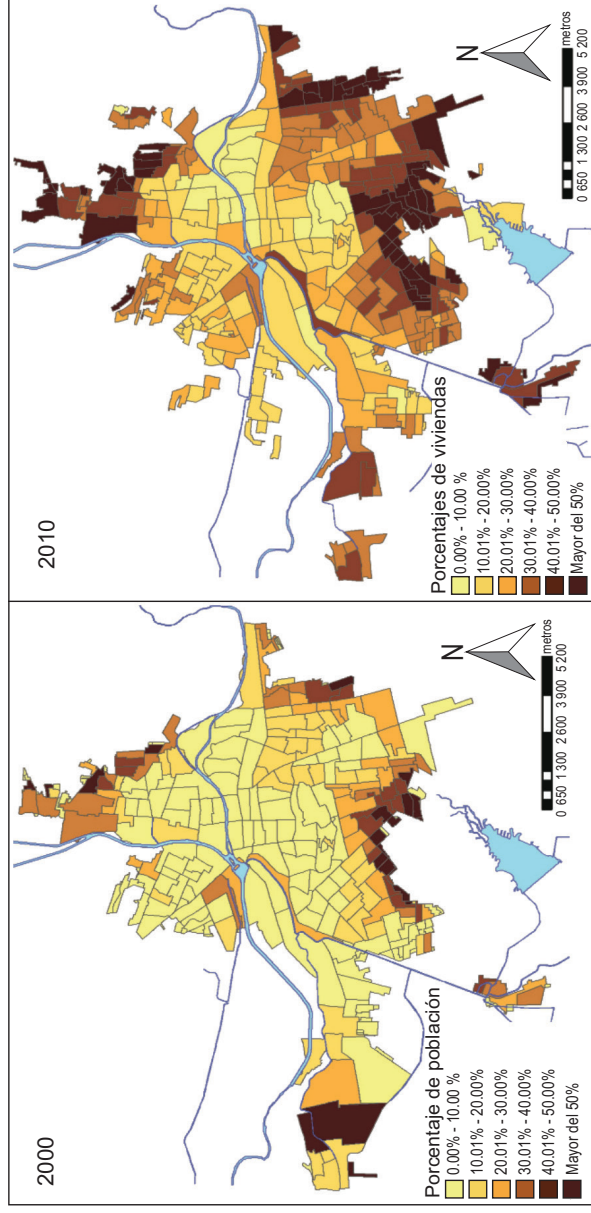 2000
Porcentaje de población
0.00% - 10.00 %
10.01% - 20.00%
20.01% - 30.00%
30.01% - 40.00%
40.01% - 50.00%
Mayor del 50%
N
0 650 1 300 2 600 3 900 5 200
metros
2010
Porcentajes de viviendas
0.00% - 10.00%
10.01% - 20.00%
20.01% - 30.00%
30.01% - 40.00%
40.01% - 50.00%
Mayor del 50%
N
0 650 1 300 2 600 3 900 5 200
metros